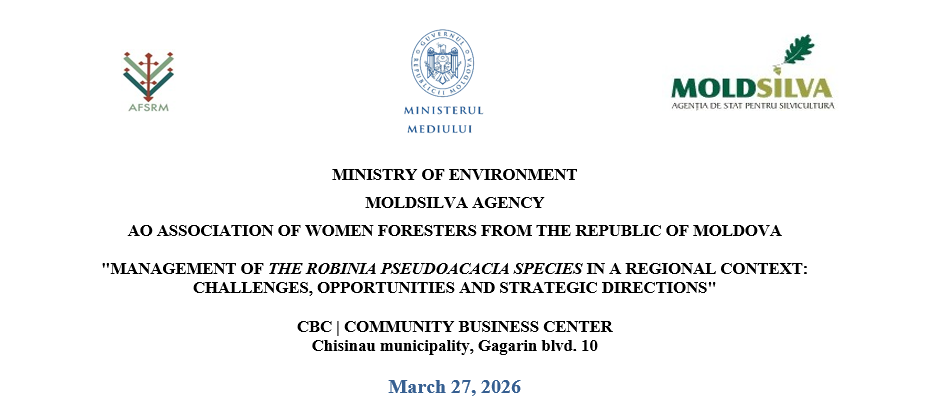 GUVERNUL REPUBLICII MOLDOVA
AFSRM
MINISTERUL
MEDIULUI
MOLDSILVA
AGENȚIA DE STAT PENTRU SILVICULTURĂ
MINISTRY OF ENVIRONMENT
MOLDSILVA AGENCY
AO ASSOCIATION OF WOMEN FORESTERS FROM THE REPUBLIC OF MOLDOVA
"MANAGEMENT OF THE ROBINIA PSEUDOACACIA SPECIES IN A REGIONAL CONTEXT:
CHALLENGES, OPPORTUNITIES AND STRATEGIC DIRECTIONS"
CBC | COMMUNITY BUSINESS CENTER
Chisinau municipality, Gagarin blvd. 10
March 27, 2026